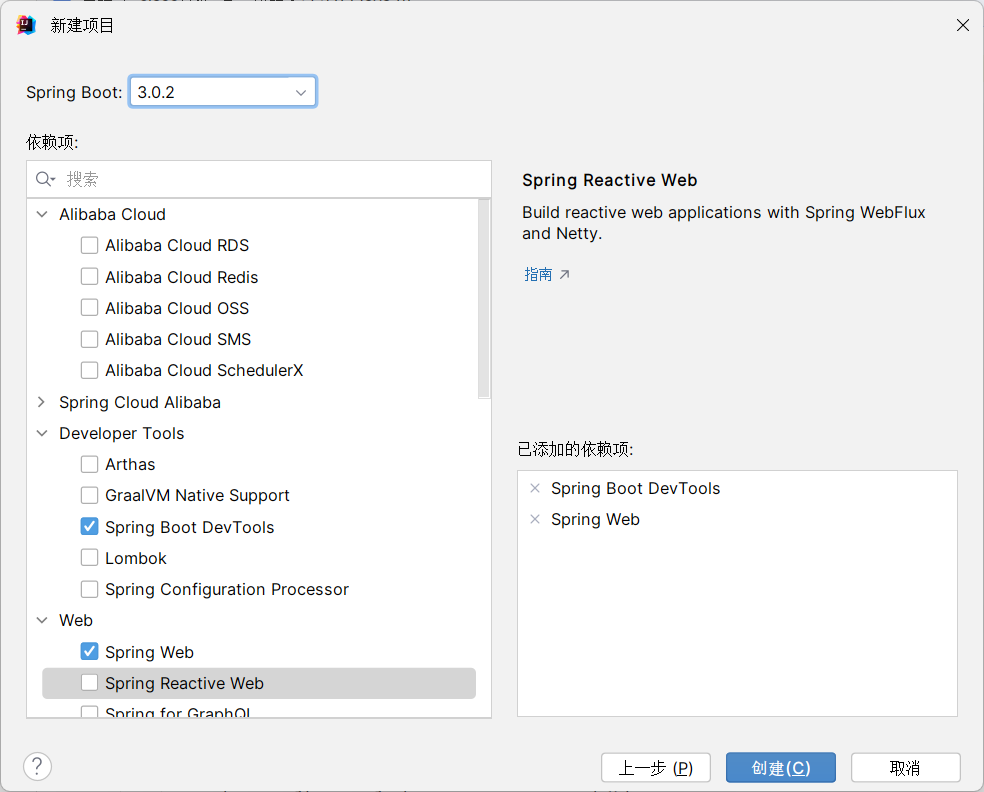 新建项目
Spring Boot: 3.0.2
依赖项:
搜索
Alibaba Cloud
Alibaba Cloud RDS
Alibaba Cloud Redis
Alibaba Cloud OSS
Alibaba Cloud SMS
Alibaba Cloud SchedulerX
Spring Cloud Alibaba
Developer Tools
Arthas
GraalVM Native Support
Spring Boot DevTools
Lombok
Spring Configuration Processor
Web
Spring Web
Spring Reactive Web
Spring for GraphQL
Spring Reactive Web
Build reactive web applications with Spring WebFlux
and Netty.
指南
已添加的依赖项:
Spring Boot DevTools
Spring Web
?
上一步 (P)
创建(C)
取消